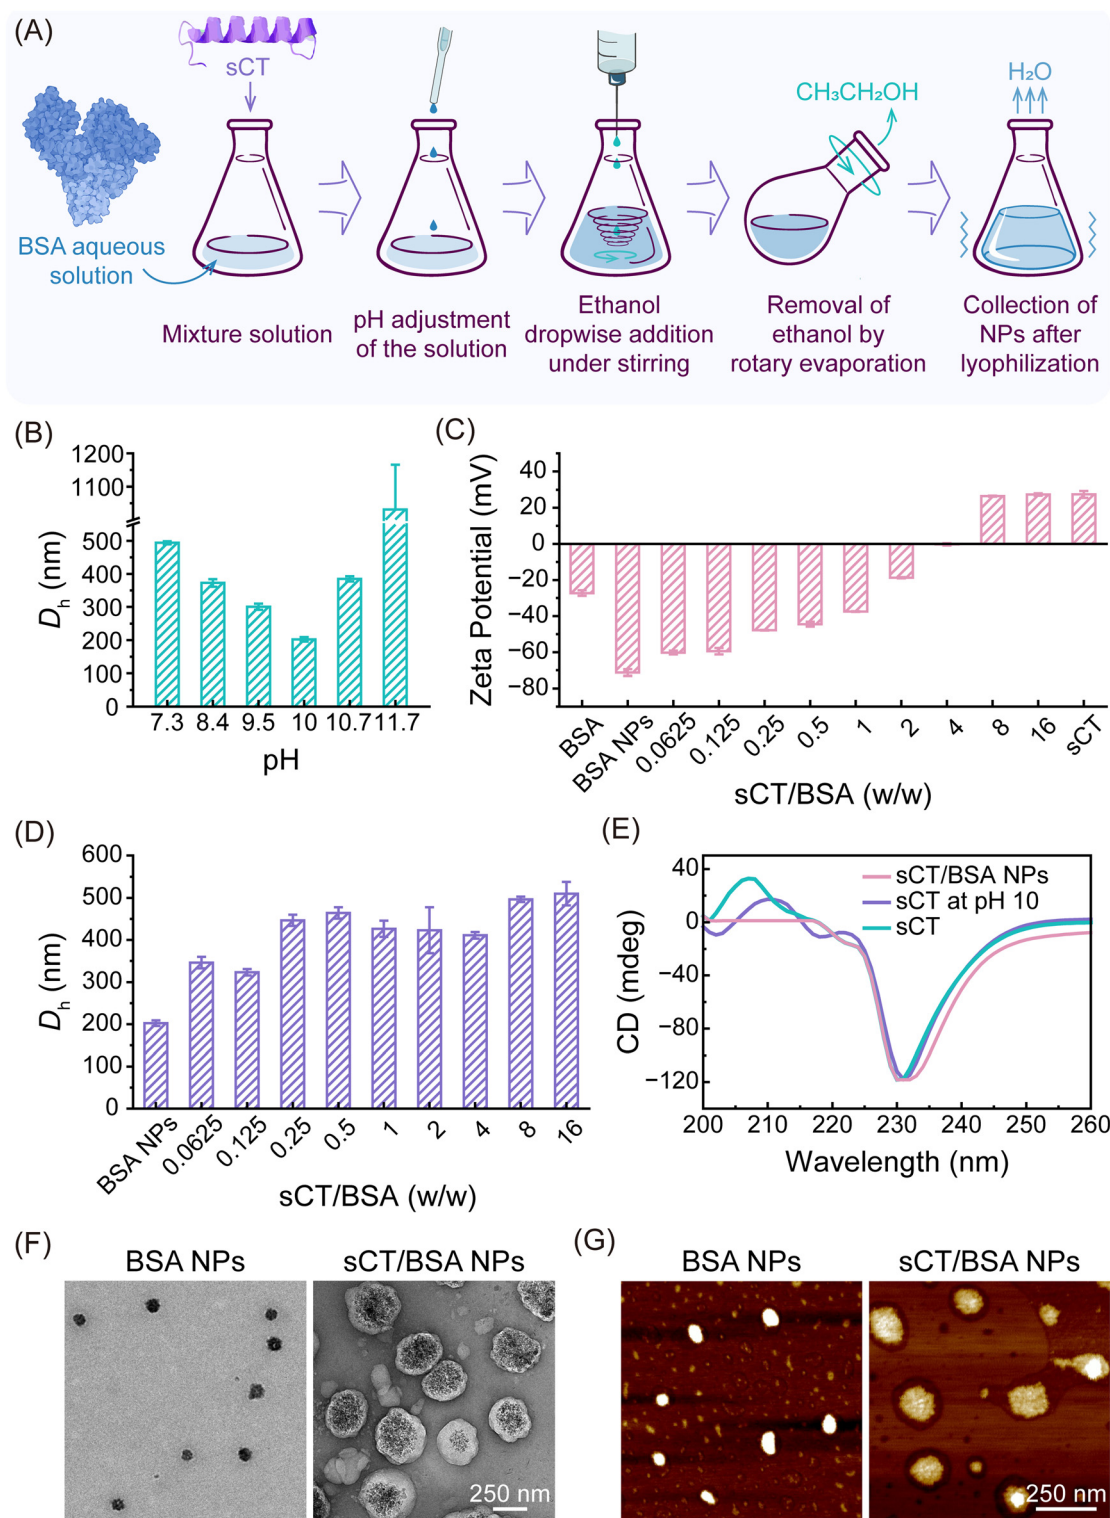 (A)
sCT
BSA aqueous
solution
CH₃CH₂OH
H₂O
Mixture solution
pH adjustment
of the solution
Ethanol
dropwise addition
under stirring
Removal of
ethanol by
rotary evaporation
Collection of
NPs after
lyophilization
(B)
1200
1100
500
400
300
200
100
0
Dₕ (nm)
7.3 8.4 9.5 10 10.7 11.7
pH
(C)
40
20
0
−20
−40
−60
−80
Zeta Potential (mV)
BSA
BSA NPs
0.0625
0.125
0.25
0.5
1
2
4
8
16
sCT
sCT/BSA (w/w)
(D)
600
500
400
300
200
100
0
Dₕ (nm)
BSA NPs
0.0625
0.125
0.25
0.5
1
2
4
8
16
sCT/BSA (w/w)
(E)
40
0
−40
−80
−120
CD (mdeg)
sCT/BSA NPs
sCT at pH 10
sCT
200 210 220 230 240 250 260
Wavelength (nm)
(F)
BSA NPs
sCT/BSA NPs
250 nm
(G)
BSA NPs
sCT/BSA NPs
250 nm